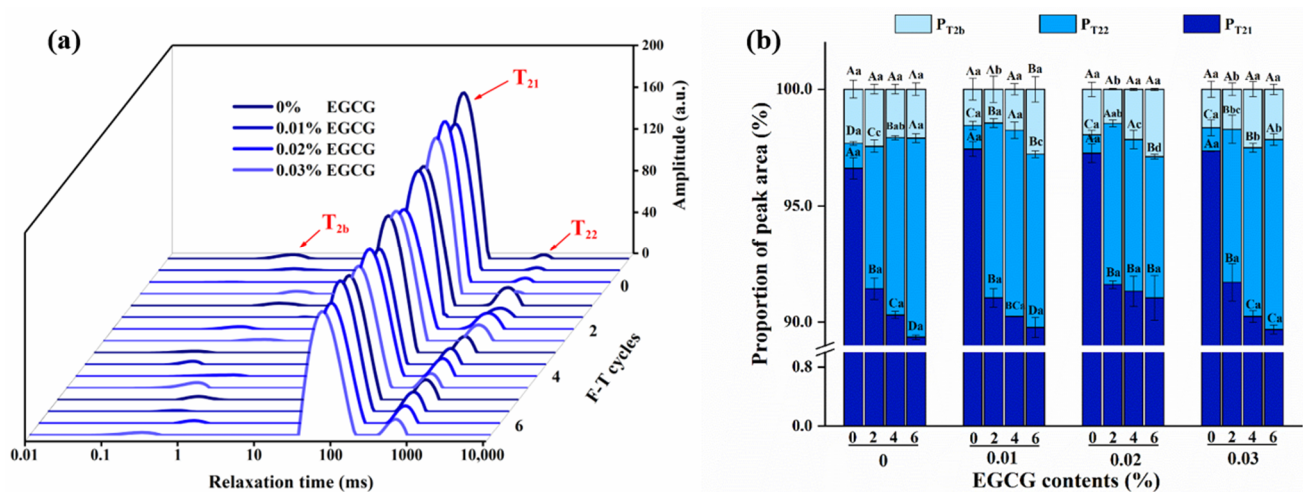 (a)
200
160
120
80
40
0
Amplitude (a.u.)
T21
0% EGCG
0.01% EGCG
0.02% EGCG
0.03% EGCG
T2b
T22
0
2
4
6
F-T cycles
0.01
0.1
1
10
100
1000
10,000
Relaxation time (ms)
(b)
PT2b PT22 PT21
Proportion of peak area (%)
100.0
95.0
90.0
0.8
0.0
Aa Aa Aa Aa
Da Cc Bab Aa
Aa Ba Ca Da
Aa Ab Aa Ba
Ca Ba Aa Bc
Aa Ba BCa Da
Aa Ab Aa Aa
Ca Aab Ac Bd
Aa Ba Ba Ba
Aa Ab Aa Aa
Ca Bbc Bb Ab
Aa Ba Ca Ca
0 2 4 6 0 2 4 6 0 2 4 6 0 2 4 6
0 0.01 0.02 0.03
EGCG contents (%)